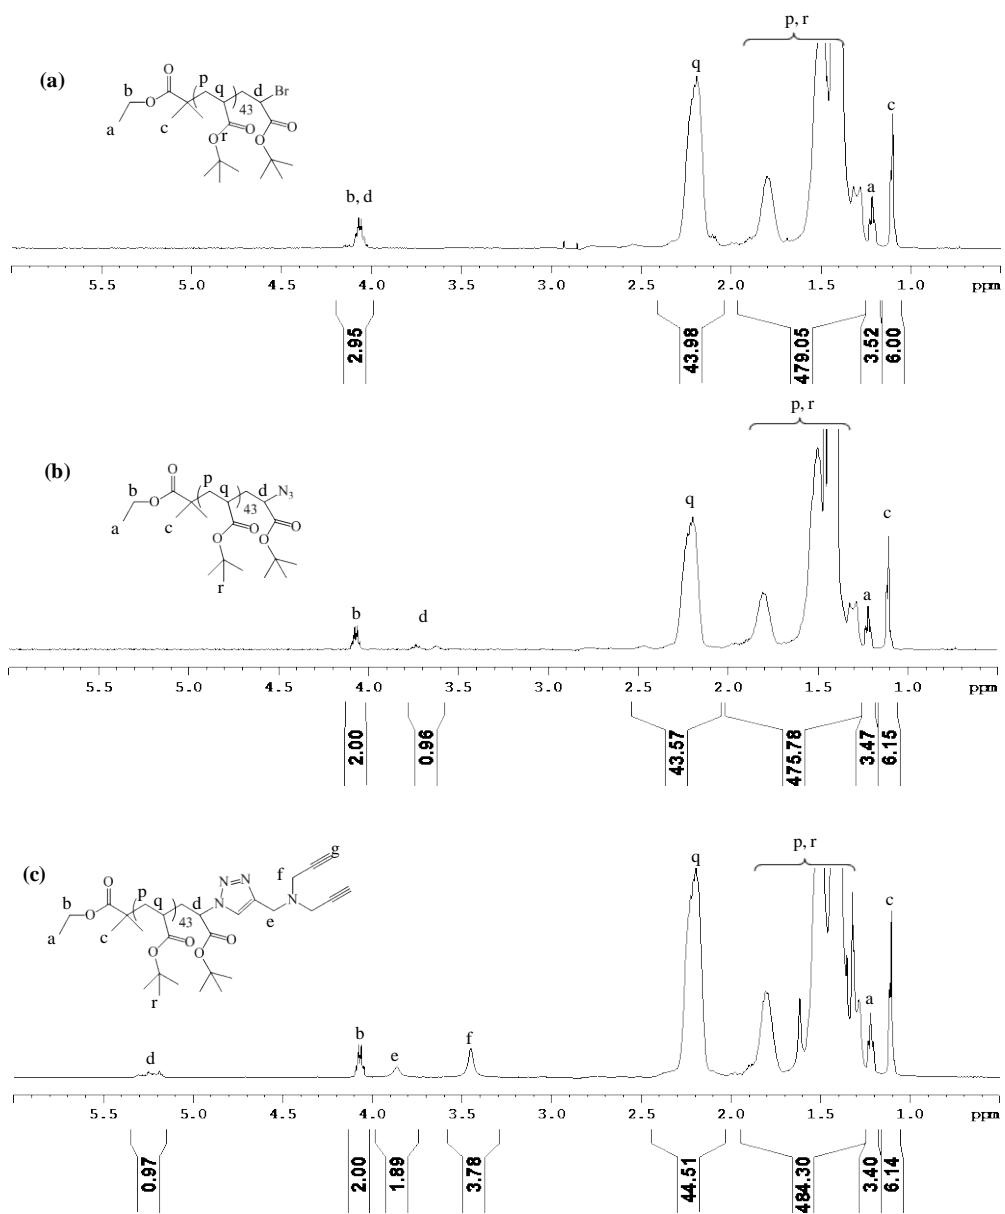 p, r
(a)
O
p
d
q
b
O
Br
q
43
a
c
O
O
O
c
r
O
b, d
a
5.5 5.0 4.5 4.0 3.5 3.0 2.5 2.0 1.5 1.0 ppm
2.95 43.98 479.05 3.52 6.00
p, r
(b)
O
p
d
q
N3
b
O
q
43
c
O
O
a
c
O
O
r
b
d
a
5.5 5.0 4.5 4.0 3.5 3.0 2.5 2.0 1.5 1.0 ppm
2.00 0.96 43.57 475.78 3.47 6.15
p, r
g
q
f
(c)
N N
p
d
N
b
O
q
N
e
O
43
c
a
c
O
O
O
O
a
r
b
f
d
e
5.5 5.0 4.5 4.0 3.5 3.0 2.5 2.0 1.5 1.0 ppm
0.97 2.00 1.89 3.78 44.51 484.30 3.40 6.14